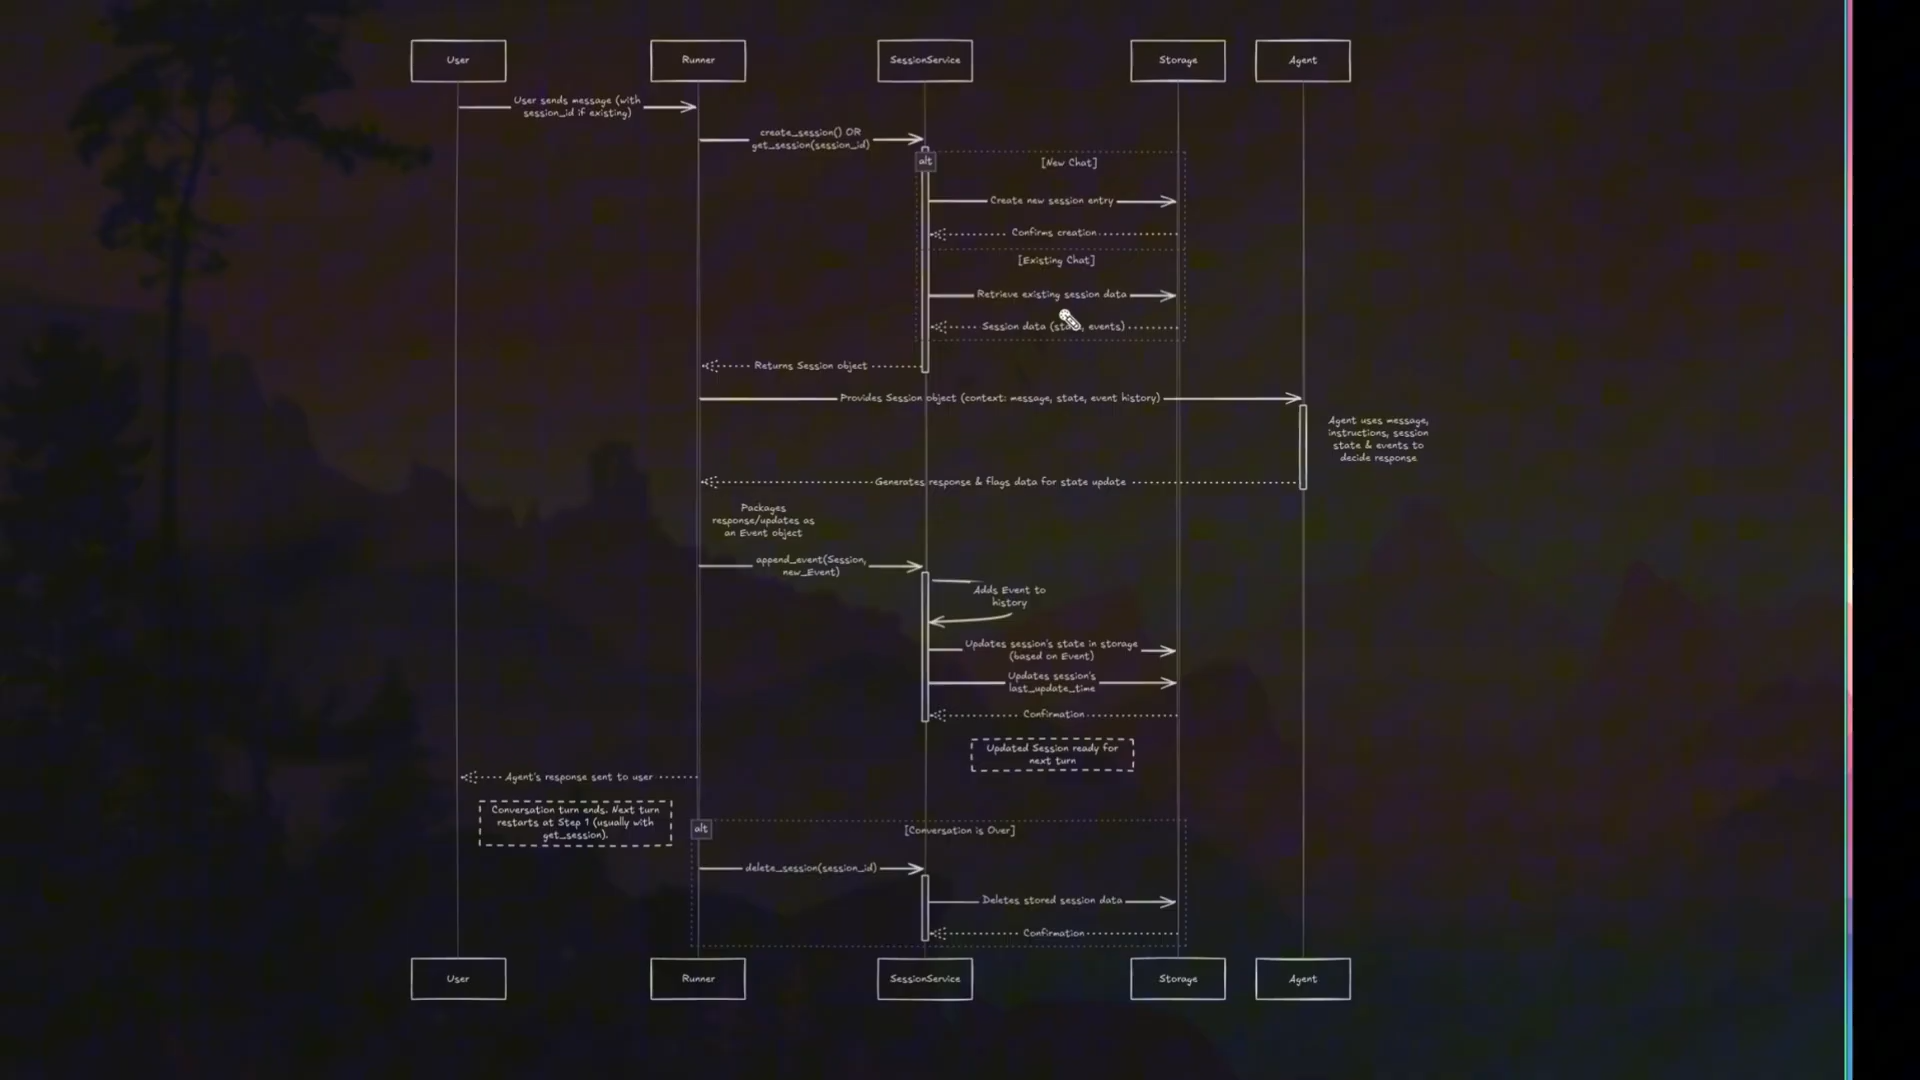 User
Runner
SessionService
Storage
Agent
User sends message (with
session_id if existing)
create_session() OR
get_session(session_id)
alt
[New Chat]
Create new session entry
Confirms creation
[Existing Chat]
Retrieve existing session data
Session data (state, events)
Returns Session object
Provides Session object (context: message, state, event history)
Agent uses message,
instructions, session
state & events to
decide response
Generates response & flags data for state update
Packages
response/updates as
an Event object
append_event(Session,
new_Event)
Adds Event to
history
Updates session's state in storage
(based on Event)
Updates session's
last_update_time
Confirmation
Updated Session ready for
next turn
Agent's response sent to user
Conversation turn ends. Next turn
restarts at Step 1 (usually with
get_session).
alt
[Conversation is Over]
delete_session(session_id)
Deletes stored session data
Confirmation
User
Runner
SessionService
Storage
Agent